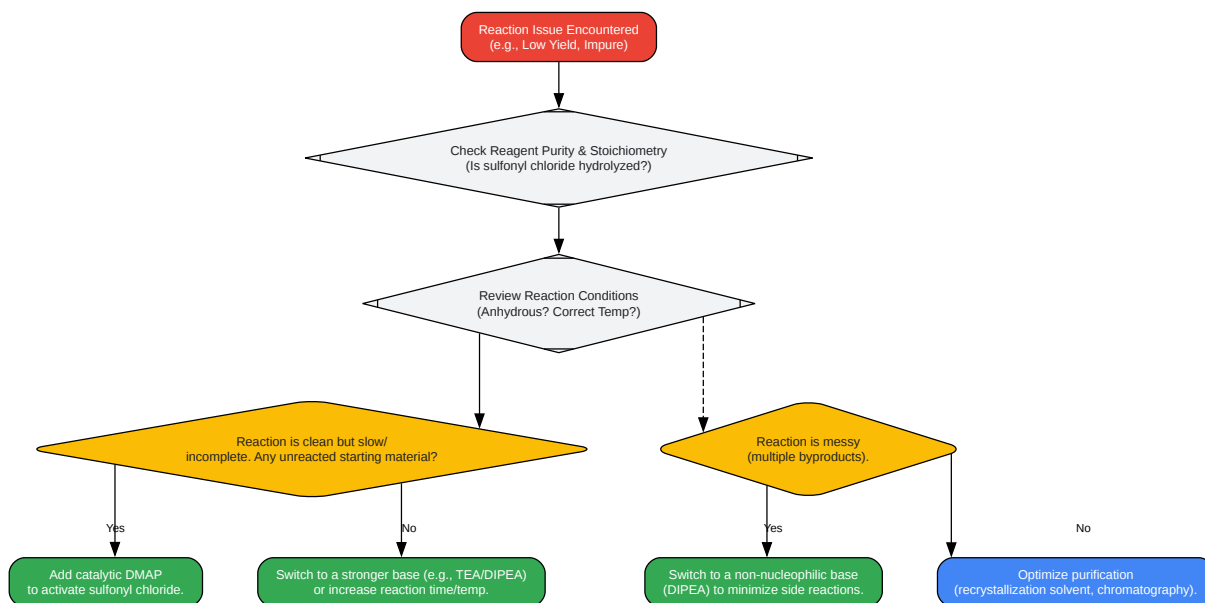 Reaction Issue Encountered
(e.g., Low Yield, Impure)
Check Reagent Purity & Stoichiometry
(Is sulfonyl chloride hydrolyzed?)
Review Reaction Conditions
(Anhydrous? Correct Temp?)
Reaction is clean but slow/
incomplete. Any unreacted starting material?
Reaction is messy
(multiple byproducts).
Yes
No
Yes
No
Add catalytic DMAP
to activate sulfonyl chloride.
Switch to a stronger base (e.g., TEA/DIPEA)
or increase reaction time/temp.
Switch to a non-nucleophilic base
(DIPEA) to minimize side reactions.
Optimize purification
(recrystallization solvent, chromatography).